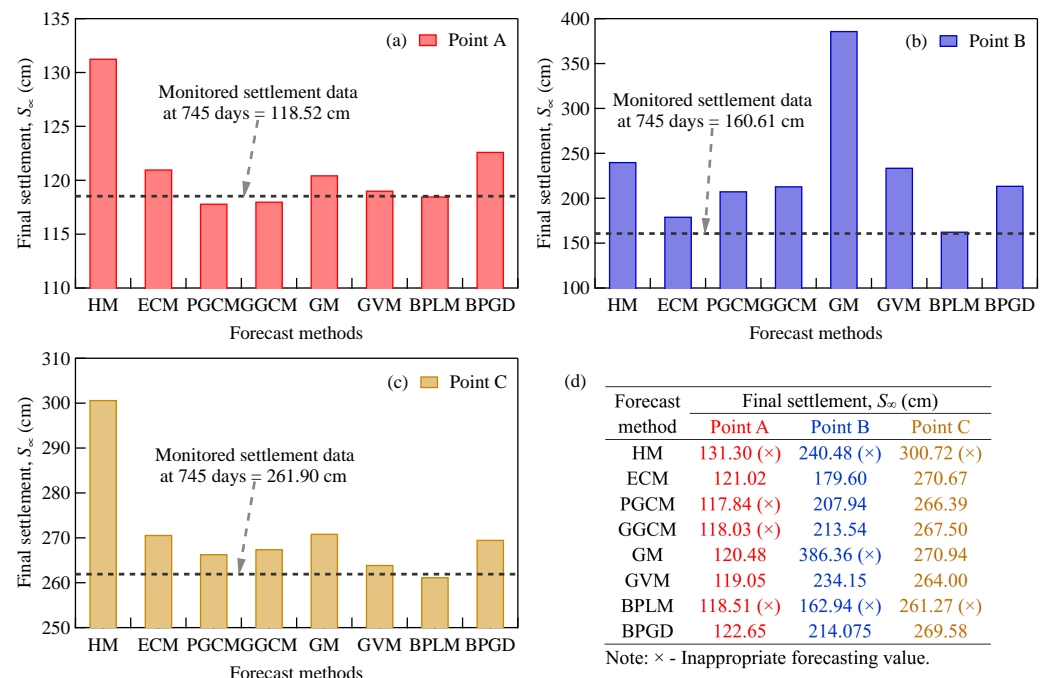 (a) Point A
Final settlement, S∞ (cm)
135
130
125
120
115
110
Monitored settlement data
at 745 days = 118.52 cm
HM ECM PGCM GGCM GM GVM BPLM BPGD
Forecast methods
(b) Point B
Final settlement, S∞ (cm)
400
350
300
250
200
150
100
Monitored settlement data
at 745 days = 160.61 cm
HM ECM PGCM GGCM GM GVM BPLM BPGD
Forecast methods
(c) Point C
Final settlement, S∞ (cm)
310
300
290
280
270
260
250
Monitored settlement data
at 745 days = 261.90 cm
HM ECM PGCM GGCM GM GVM BPLM BPGD
Forecast methods
(d)
Forecast Final settlement, S∞ (cm)
method Point A Point B Point C
HM 131.30 (×) 240.48 (×) 300.72 (×)
ECM 121.02 179.60 270.67
PGCM 117.84 (×) 207.94 266.39
GGCM 118.03 (×) 213.54 267.50
GM 120.48 386.36 (×) 270.94
GVM 119.05 234.15 264.00
BPLM 118.51 (×) 162.94 (×) 261.27 (×)
BPGD 122.65 214.075 269.58
Note: × - Inappropriate forecasting value.